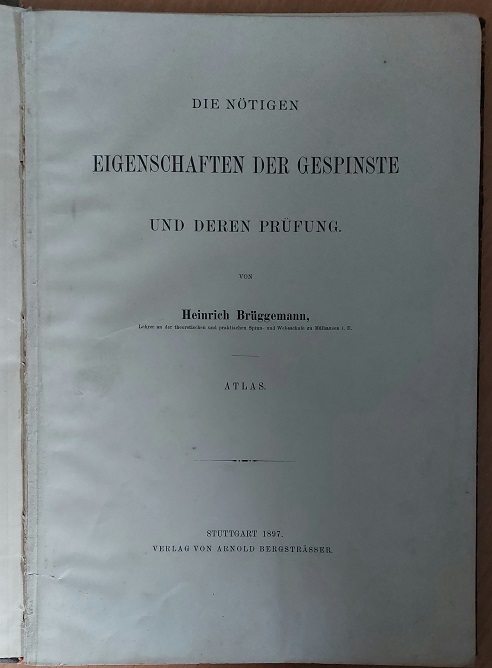 DIE NÖTIGEN
EIGENSCHAFTEN DER GESPINSTE
UND DEREN PRÜFUNG.
VON
Heinrich Brüggemann,
Lehrer an der theoretischen und praktischen Spinn- und Webeschule zu Mülhausen i. E.
ATLAS.
STUTTGART 1897.
VERLAG VON ARNOLD BERGSTRÄSSER.